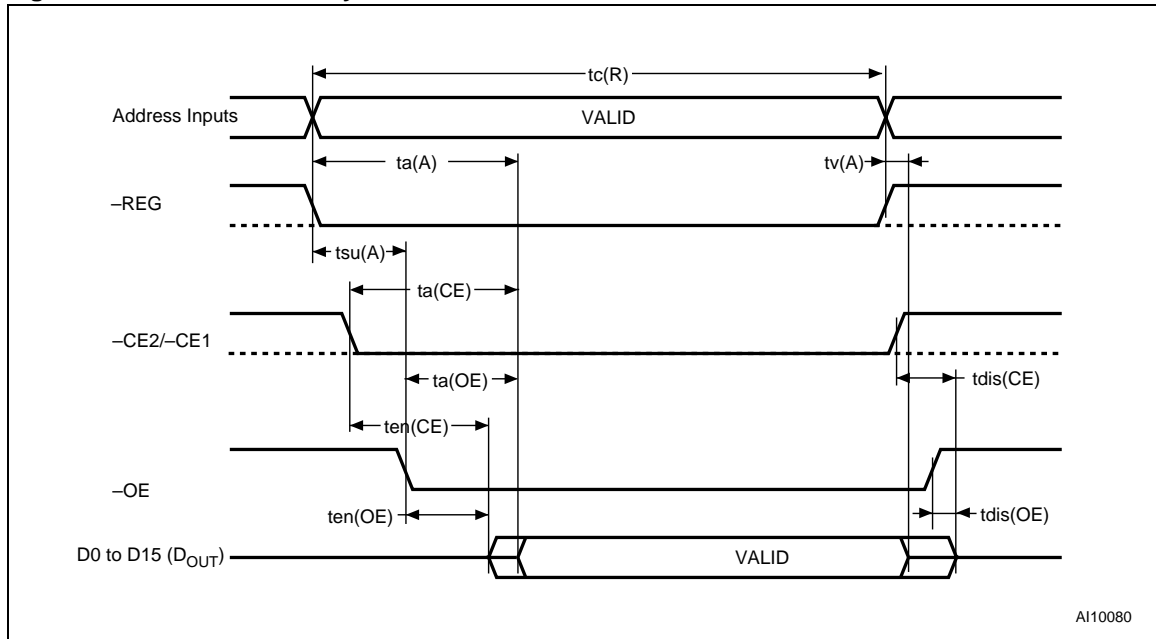 tc(R)
Address Inputs
VALID
ta(A)
tv(A)
–REG
tsu(A)
ta(CE)
–CE2/–CE1
ta(OE)
tdis(CE)
ten(CE)
–OE
ten(OE)
tdis(OE)
D0 to D15 (DOUT)
VALID
AI10080